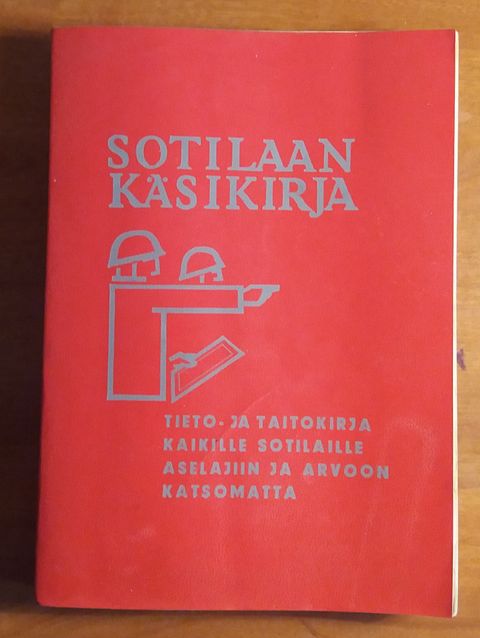 SOTILAAN
KÄSIKIRJA
TIETO- JA TAITOKIRJA
KAIKILLE SOTILAILLE
ASELAJIIN JA ARVOON
KATSOMATTA